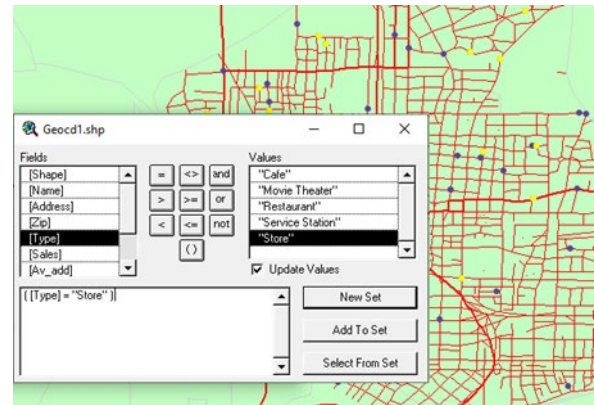 Geocd1.shp
Fields
Values
[Shape]
[Name]
[Address]
[Zip]
[Type]
[Sales]
[Av_add]
= <> and
> >= or
< <= not
()
"Cafe"
"Movie Theater"
"Restaurant"
"Service Station"
"Store"
Update Values
( [Type] = "Store" )
New Set
Add To Set
Select From Set